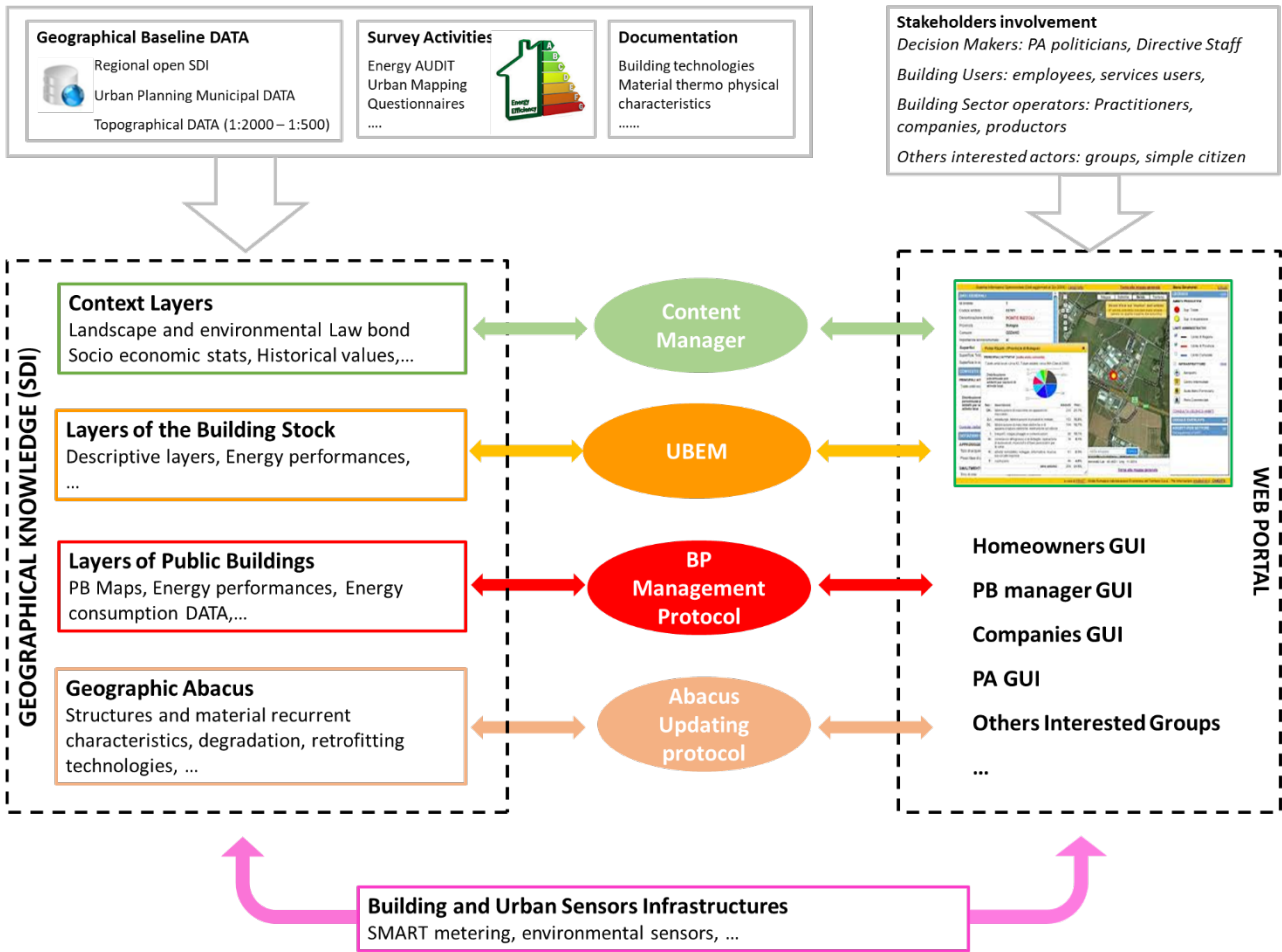 Geographical Baseline DATA
Regional open SDI
Urban Planning Municipal DATA
Topographical DATA (1:2000 – 1:500)
Survey Activities
Energy AUDIT
Urban Mapping
Questionnaires
....
A
B
C
D
Energy
Efficiency
Documentation
Building technologies
Material thermo physical
characteristics
......
Stakeholders involvement
Decision Makers: PA politicians, Directive Staff
Building Users: employees, services users,
Building Sector operators: Practitioners,
companies, productors
Others interested actors: groups, simple citizen
GEOGRAPHICAL KNOWLEDGE (SDI)
Context Layers
Landscape and environmental Law bond
Socio economic stats, Historical values,...
Content
Manager
Layers of the Building Stock
Descriptive layers, Energy performances,
...
UBEM
Layers of Public Buildings
PB Maps, Energy performances, Energy
consumption DATA,...
BP
Management
Protocol
Geographic Abacus
Structures and material recurrent
characteristics, degradation, retrofitting
technologies, ...
Abacus
Updating
protocol
WEB PORTAL
Homeowners GUI
PB manager GUI
Companies GUI
PA GUI
Others Interested Groups
...
Building and Urban Sensors Infrastructures
SMART metering, environmental sensors, ...